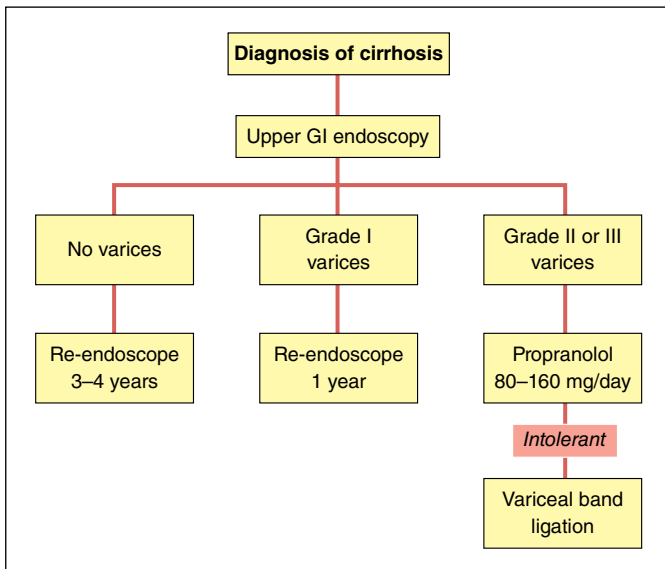 Diagnosis of cirrhosis
Upper GI endoscopy
No varices
Grade I
varices
Grade II or III
varices
Re-endoscope
3–4 years
Re-endoscope
1 year
Propranolol
80–160 mg/day
Intolerant
Variceal band
ligation